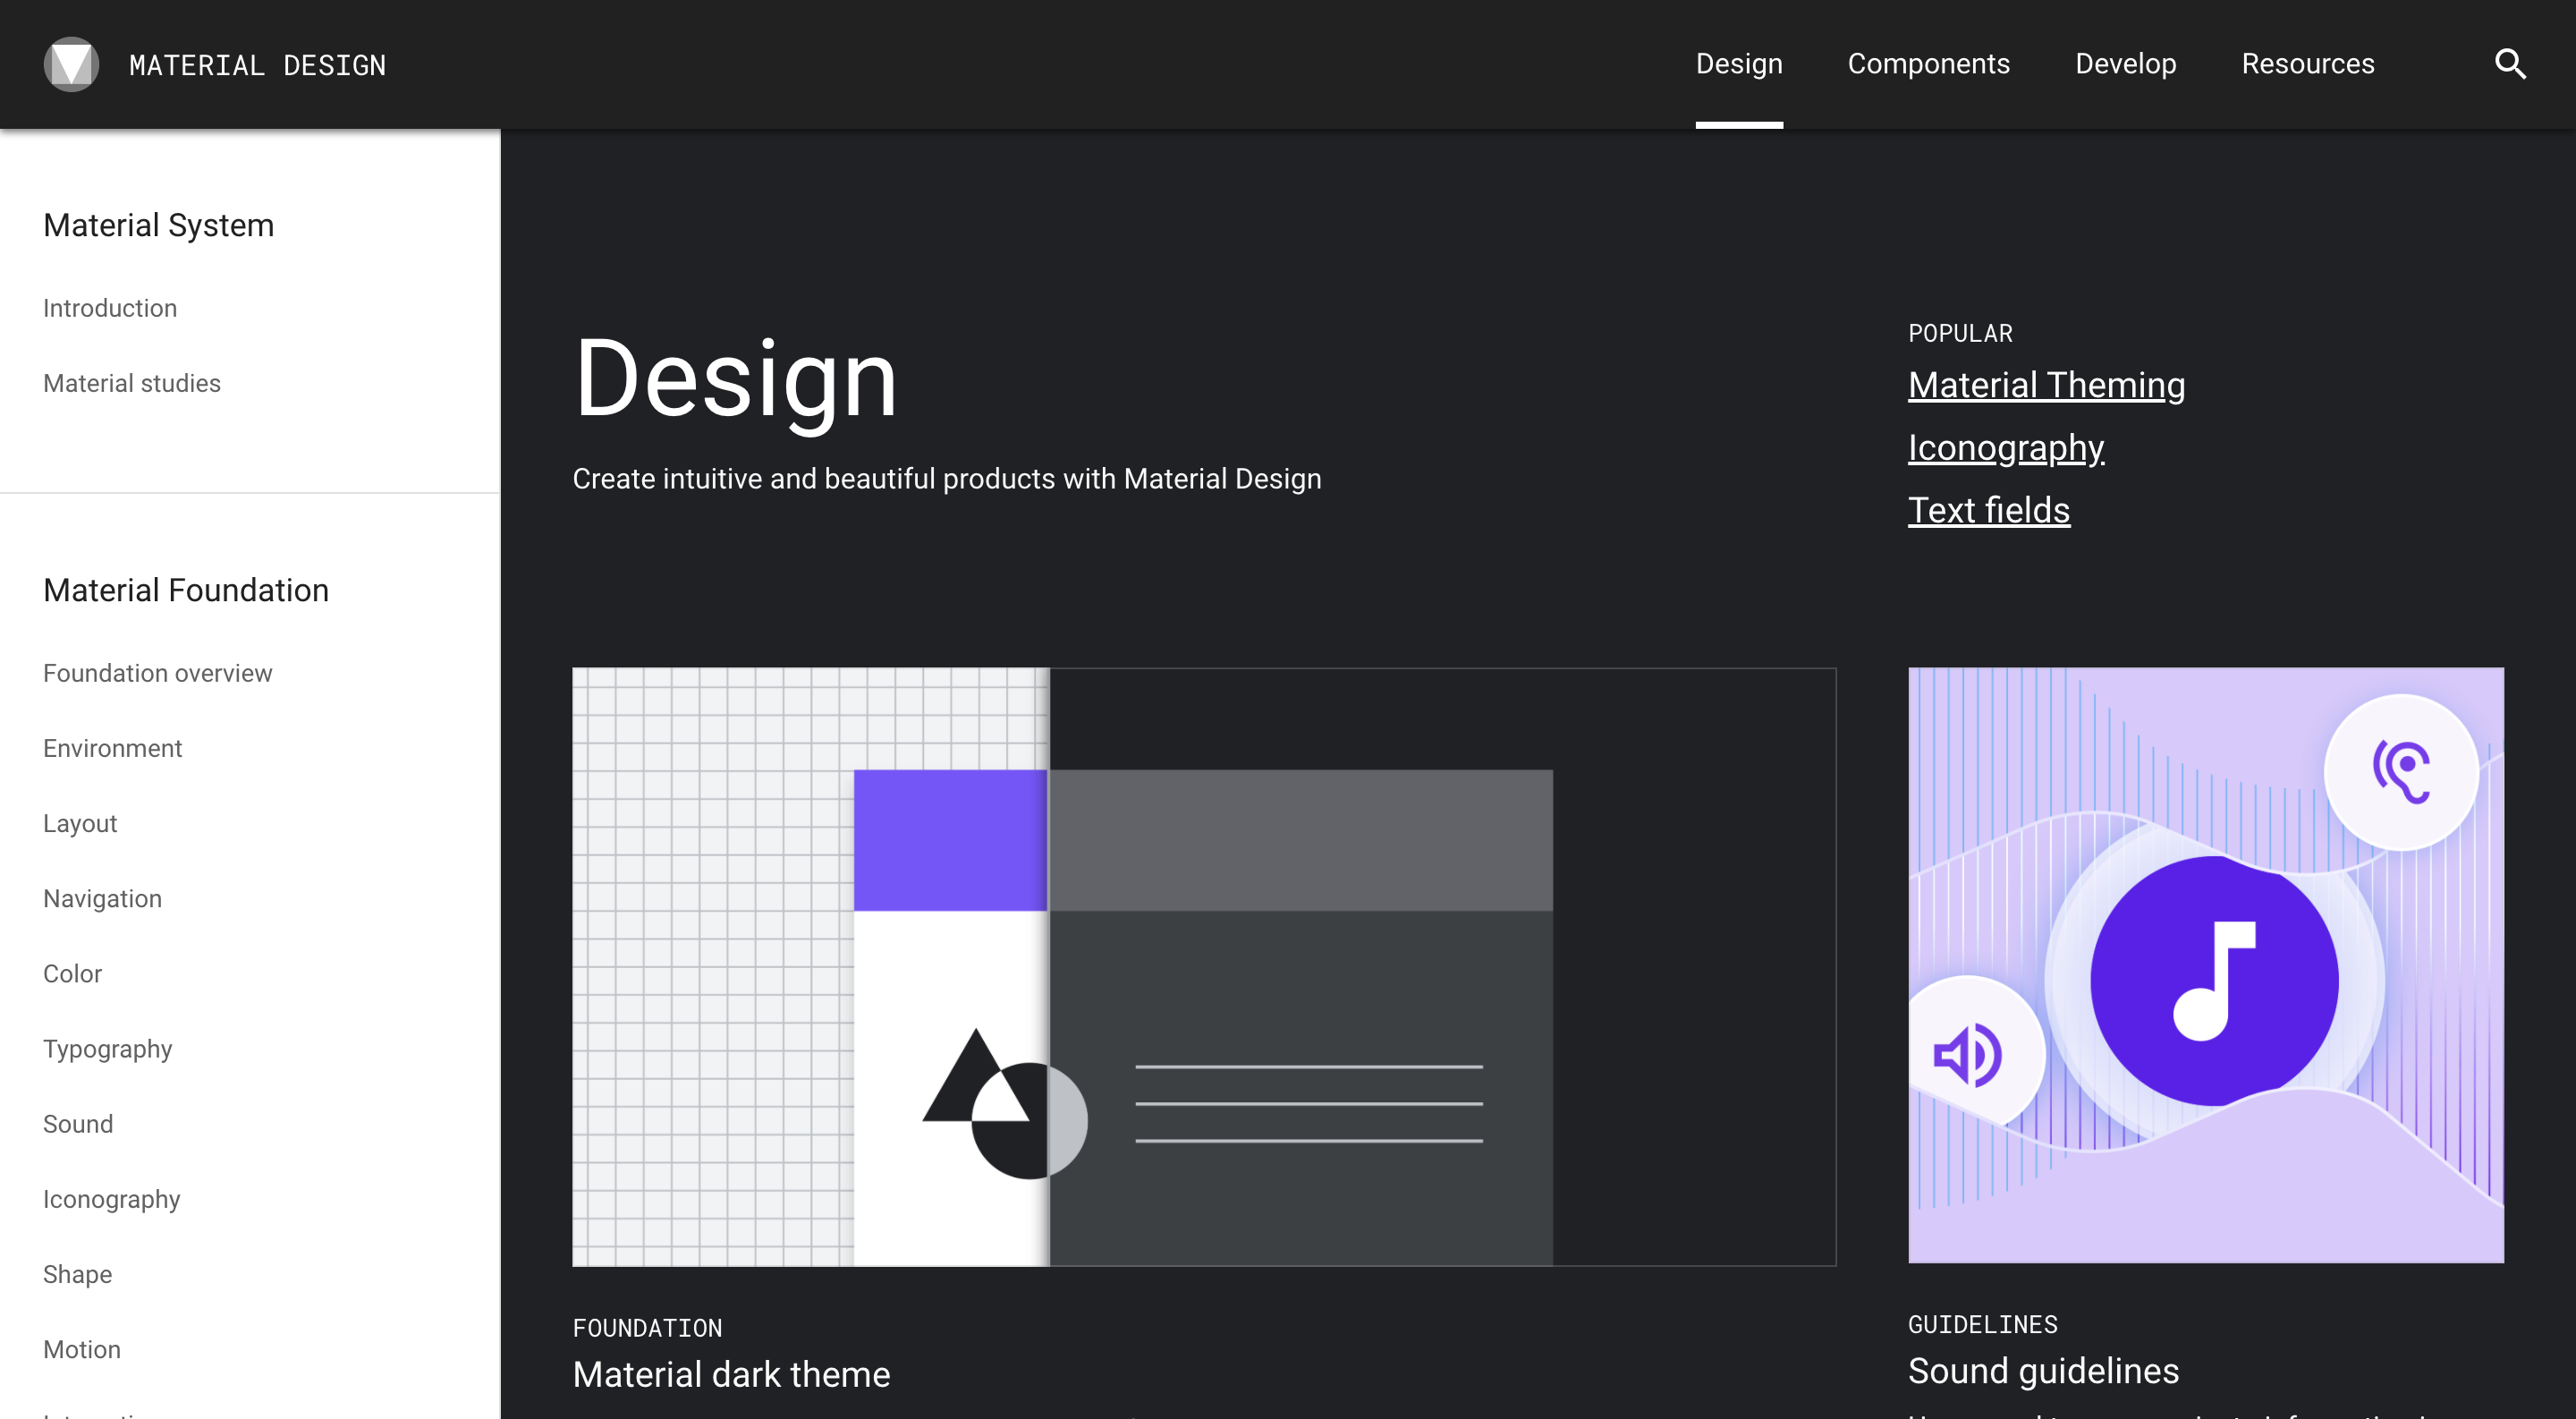 MATERIAL DESIGN
Design
Components
Develop
Resources
Material System
Introduction
Material studies
Material Foundation
Foundation overview
Environment
Layout
Navigation
Color
Typography
Sound
Iconography
Shape
Motion
Design
Create intuitive and beautiful products with Material Design
POPULAR
Material Theming
Iconography
Text fields
FOUNDATION
Material dark theme
GUIDELINES
Sound guidelines